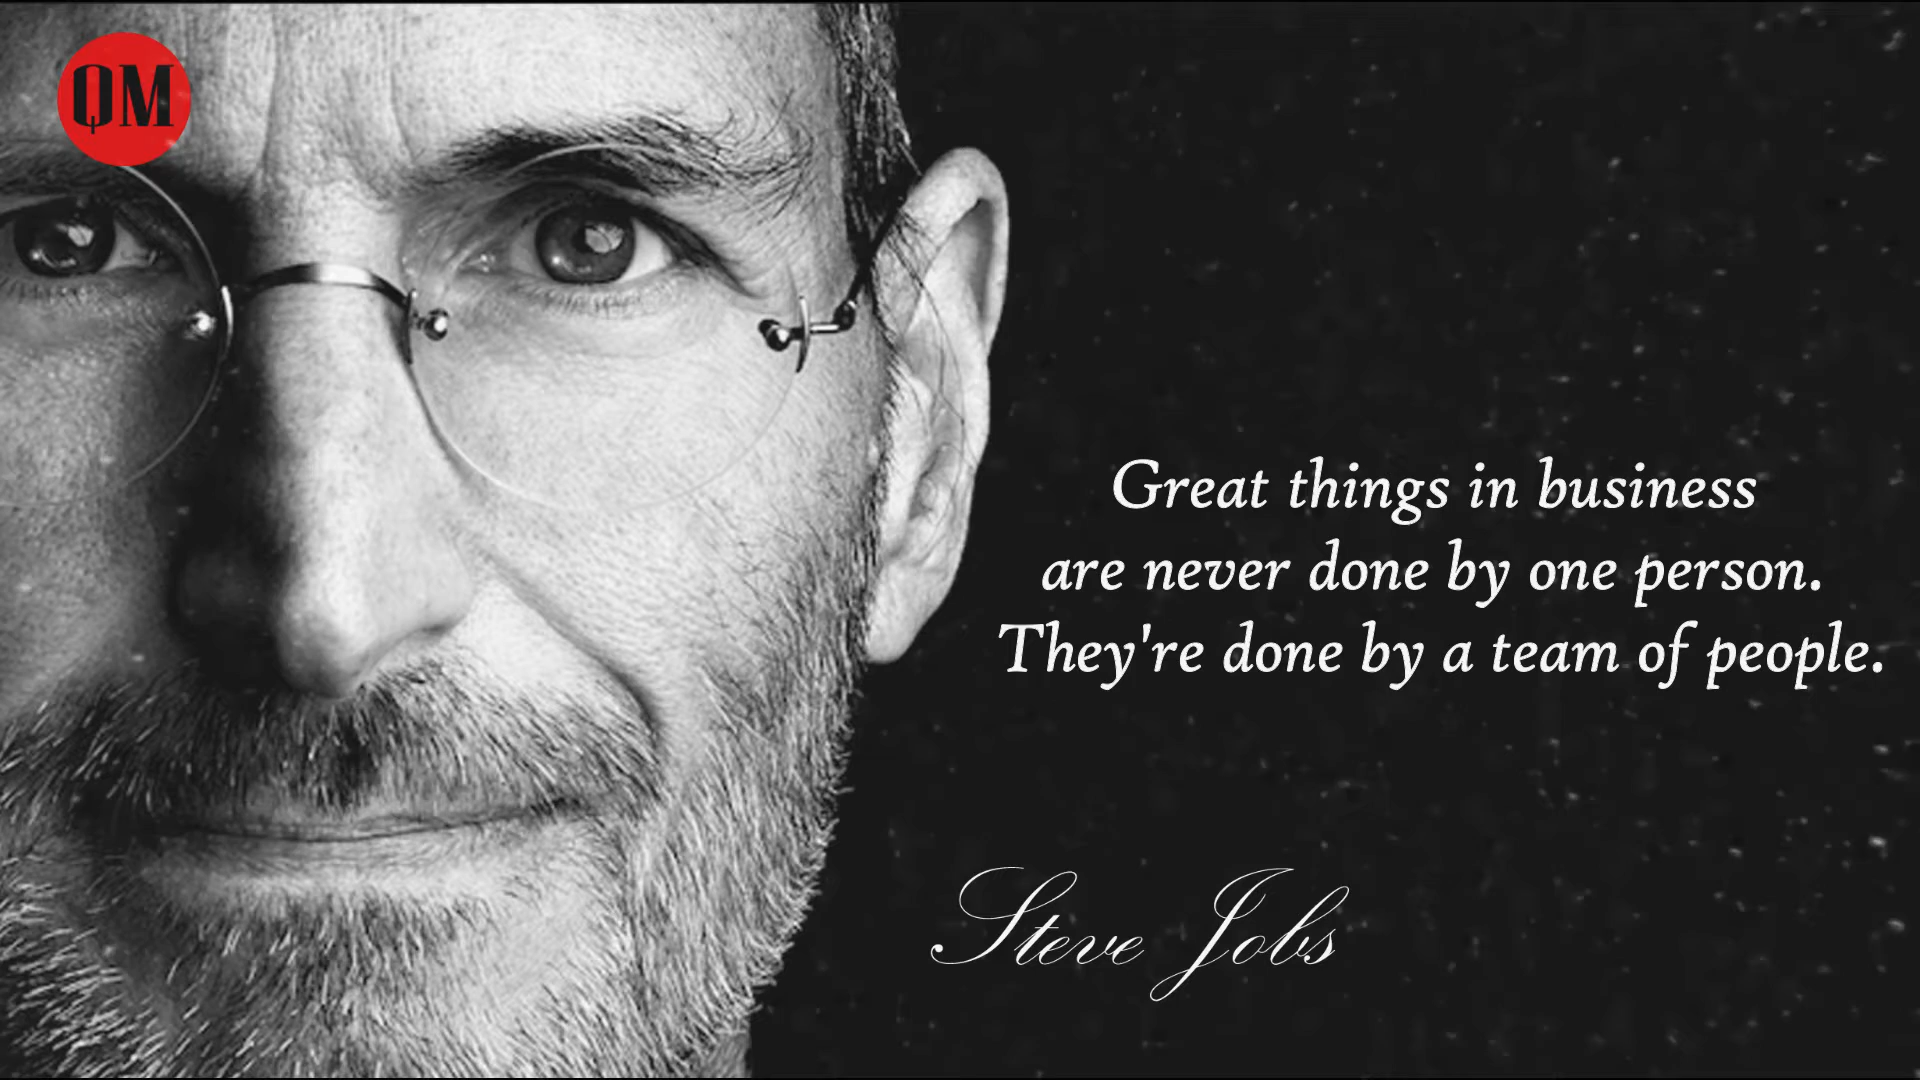 QM
Great things in business
are never done by one person.
They're done by a team of people.
Steve Jobs